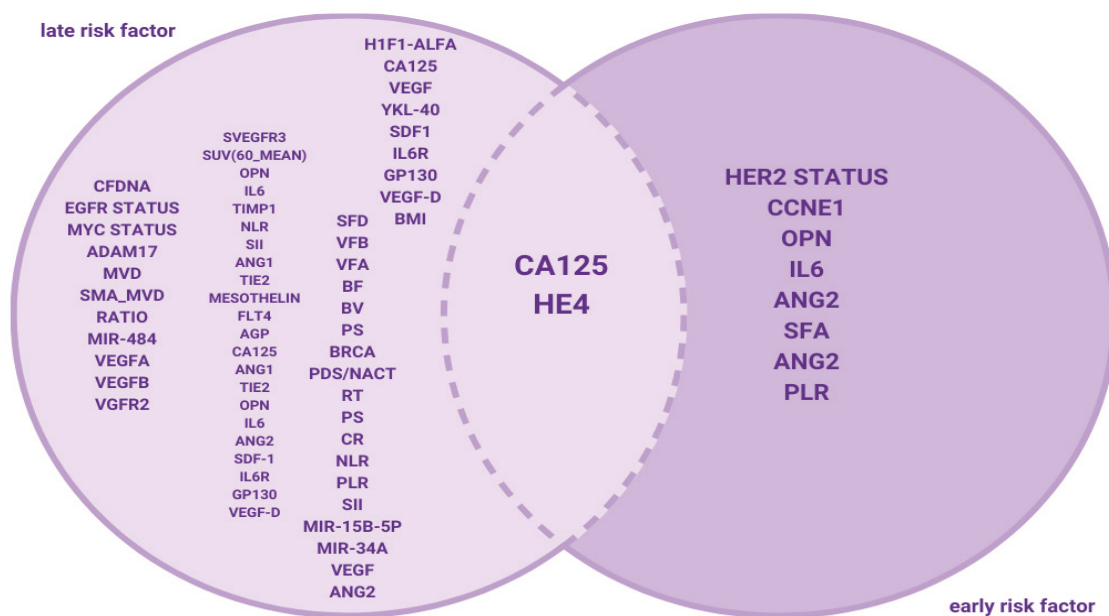 late risk factor
CFDNA
EGFR STATUS
MYC STATUS
ADAM17
MVD
SMA_MVD
RATIO
MIR-484
VEGFA
VEGFB
VGFR2
SVEGFR3
SUV(60_MEAN)
OPN
IL6
TIMP1
NLR
SII
ANG1
TIE2
MESOTHELIN
FLT4
AGP
CA125
ANG1
TIE2
OPN
IL6
ANG2
SDF-1
IL6R
GP130
VEGF-D
SFD
VFB
VFA
BF
BV
PS
BRCA
PDS/NACT
RT
PS
CR
NLR
PLR
SII
MIR-15B-5P
MIR-34A
VEGF
ANG2
H1F1-ALFA
CA125
VEGF
YKL-40
SDF1
IL6R
GP130
VEGF-D
BMI
CA125
HE4
HER2 STATUS
CCNE1
OPN
IL6
ANG2
SFA
ANG2
PLR
early risk factor